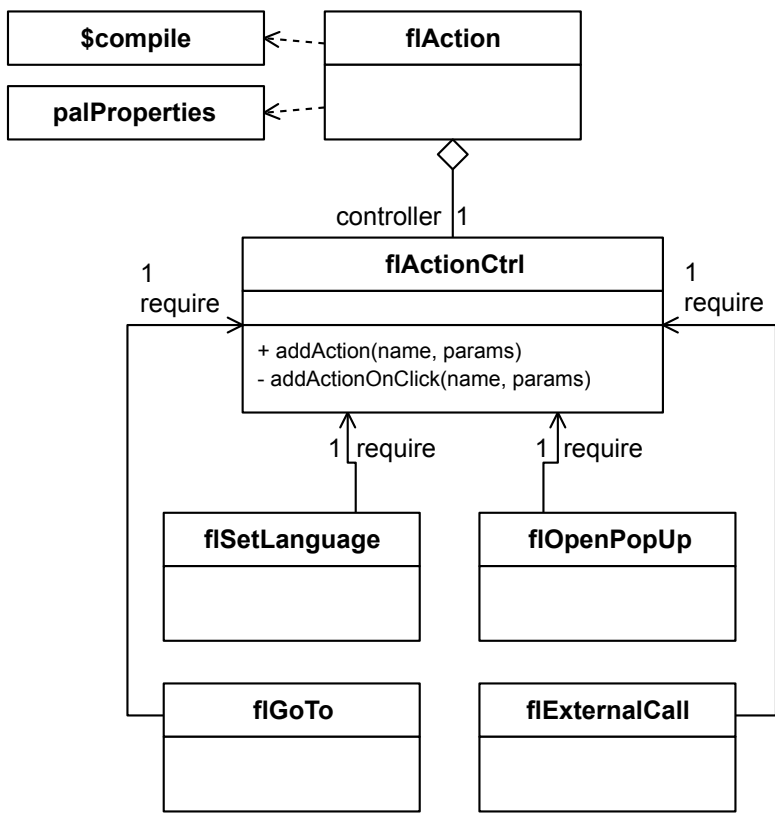 $compile
flAction
palProperties
controller 1
flActionCtrl
1
require
1
require
+ addAction(name, params)
- addActionOnClick(name, params)
1 require
1 require
flSetLanguage
flOpenPopUp
flGoTo
flExternalCall